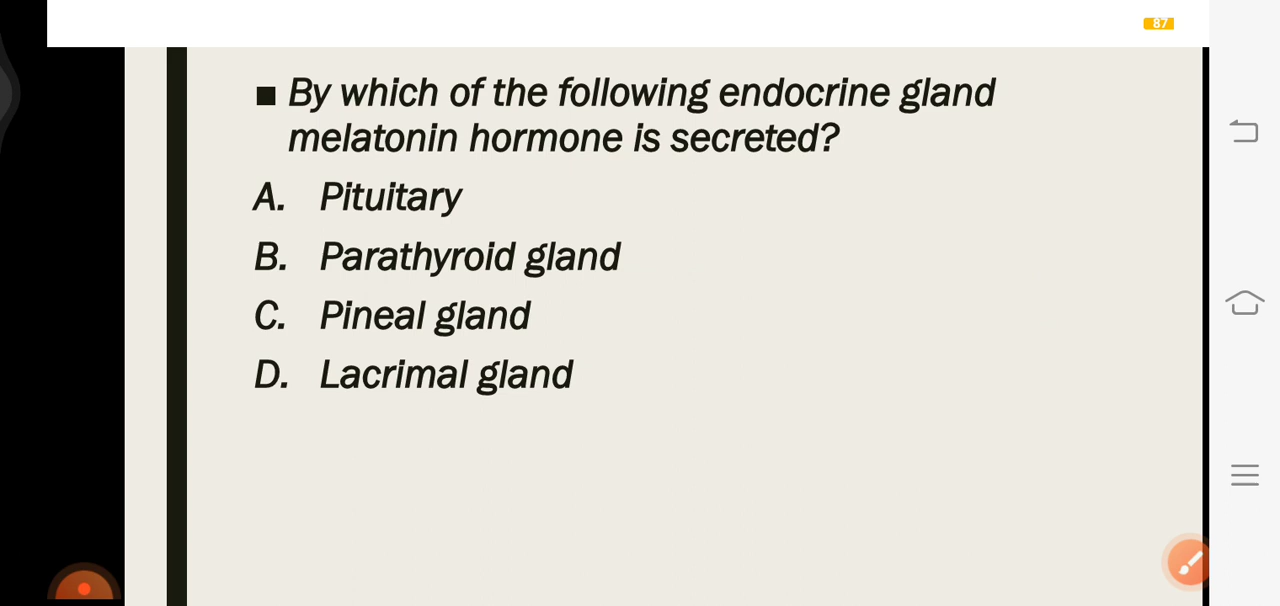 87
■ By which of the following endocrine gland
melatonin hormone is secreted?
A. Pituitary
B. Parathyroid gland
C. Pineal gland
D. Lacrimal gland